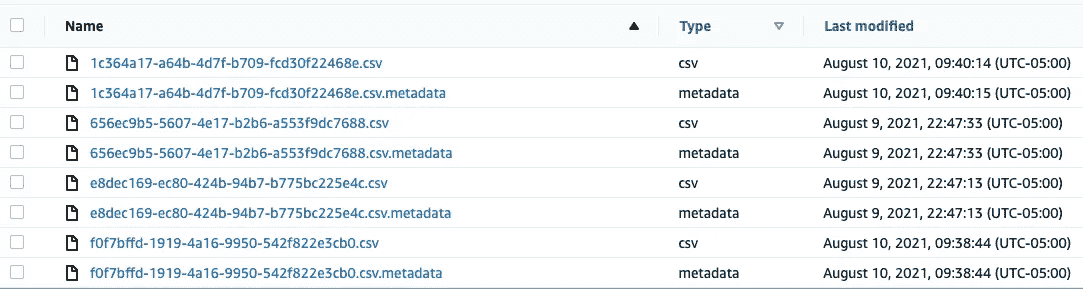 Name Type Last modified
1c364a17-a64b-4d7f-b709-fcd30f22468e.csv csv August 10, 2021, 09:40:14 (UTC-05:00)
1c364a17-a64b-4d7f-b709-fcd30f22468e.csv.metadata metadata August 10, 2021, 09:40:15 (UTC-05:00)
656ec9b5-5607-4e17-b2b6-a553f9dc7688.csv csv August 9, 2021, 22:47:33 (UTC-05:00)
656ec9b5-5607-4e17-b2b6-a553f9dc7688.csv.metadata metadata August 9, 2021, 22:47:33 (UTC-05:00)
e8dec169-ec80-424b-94b7-b775bc225e4c.csv csv August 9, 2021, 22:47:13 (UTC-05:00)
e8dec169-ec80-424b-94b7-b775bc225e4c.csv.metadata metadata August 9, 2021, 22:47:13 (UTC-05:00)
f0f7bffd-1919-4a16-9950-542f822e3cb0.csv csv August 10, 2021, 09:38:44 (UTC-05:00)
f0f7bffd-1919-4a16-9950-542f822e3cb0.csv.metadata metadata August 10, 2021, 09:38:44 (UTC-05:00)